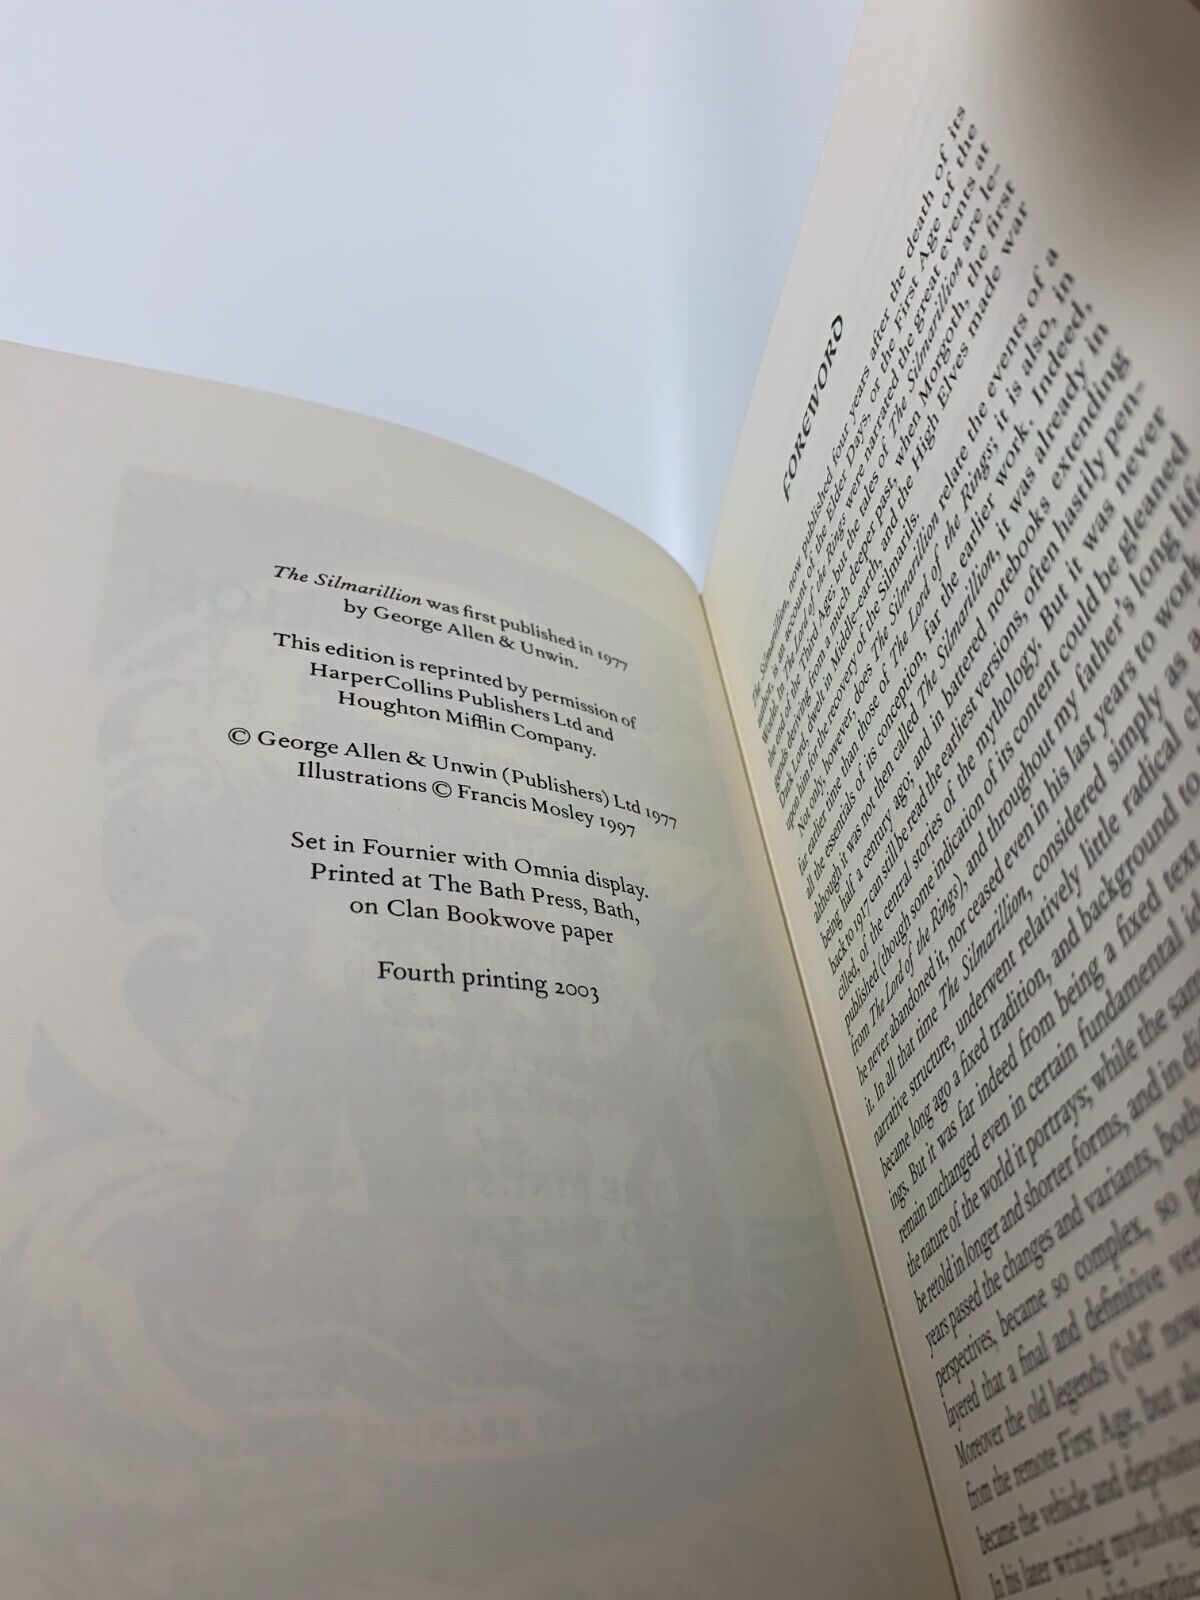 The Silmarillion was first published in 1977
by George Allen & Unwin.
This edition is reprinted by permission of
HarperCollins Publishers Ltd and
Houghton Mifflin Company.
© George Allen & Unwin (Publishers) Ltd 1977
Illustrations © Francis Mosley 1997
Set in Fournier with Omnia display.
Printed at The Bath Press, Bath,
on Clan Bookwove paper
Fourth printing 2003
FOREWORD
The Silmarillion, now published four years after the death of its
author, is an account of the Elder Days, or the First Age of the
World. In The Lord of the Rings were narrated the great events at
the end of the Third Age; but the tales of The Silmarillion are le-
gends deriving from a much deeper past, when Morgoth, the first
Dark Lord, dwelt in Middle-earth, and the High Elves made war
upon him for the recovery of the Silmarils.
Not only, however, does The Silmarillion relate the events of a
far earlier time than those of The Lord of the Rings; it is also, in
all the essentials of its conception, far the earlier work. Indeed,
although it was not then called The Silmarillion, it was already in
being half a century ago; and in battered notebooks extending
back to 1917 can still be read the earliest versions, often hastily pen-
cilled, of the central stories of the mythology. But it was never
published (though some indication of its content could be gleaned
from The Lord of the Rings), and throughout my father's long life
he never abandoned it, nor ceased even in his last years to work
it. In all that time The Silmarillion, considered simply as a
narrative structure, underwent relatively little radical
became long ago a fixed tradition, and background to
ings. But it was far indeed from being a fixed text
remain unchanged even in certain fundamental
the nature of the world it portrays; while the
be retold in longer and shorter forms, and in
years passed the changes and variants, both
perspectives, became so complex, so
layered that a final and definitive
Moreover the old legends ('old' now
from the remote First Age, but
became the vehicle and
In his later writing mythology